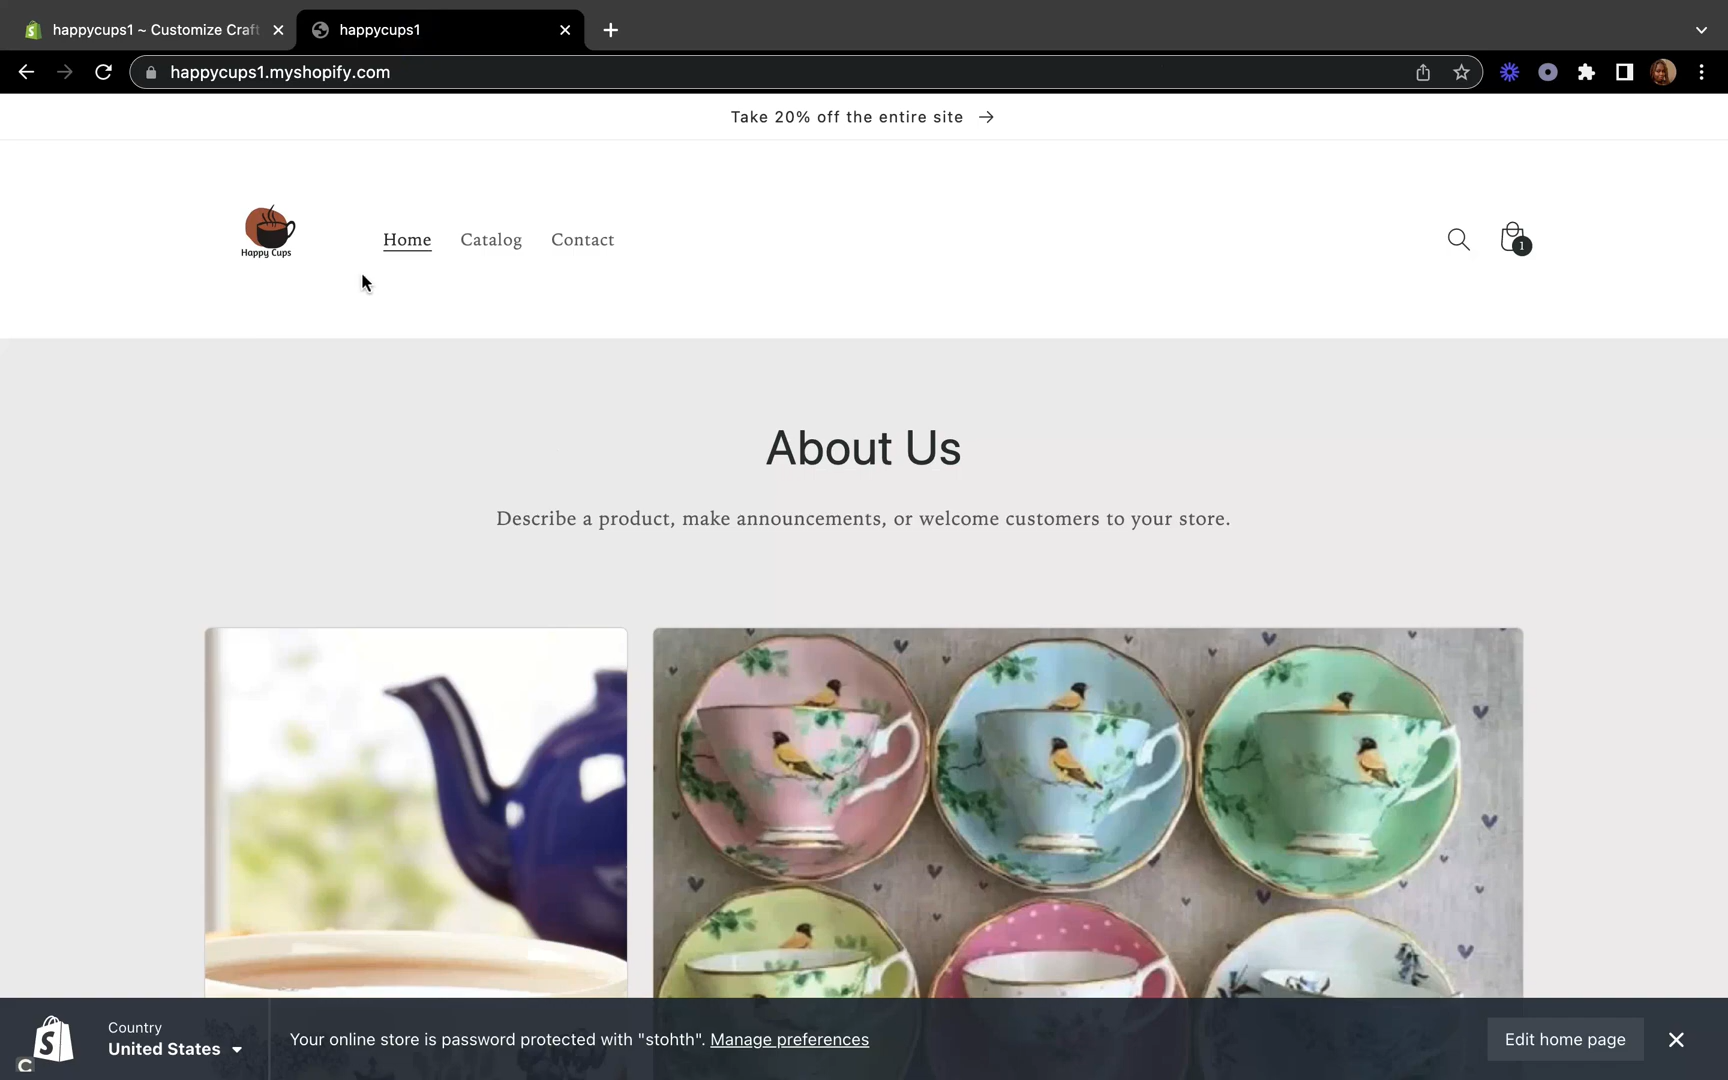 happycups1 ~ Customize Craft
happycups1
happycups1.myshopify.com
Take 20% off the entire site →
Happy Cups
Home Catalog Contact
1
About Us
Describe a product, make announcements, or welcome customers to your store.
Country
United States
Your online store is password protected with "stohth". Manage preferences
Edit home page
C